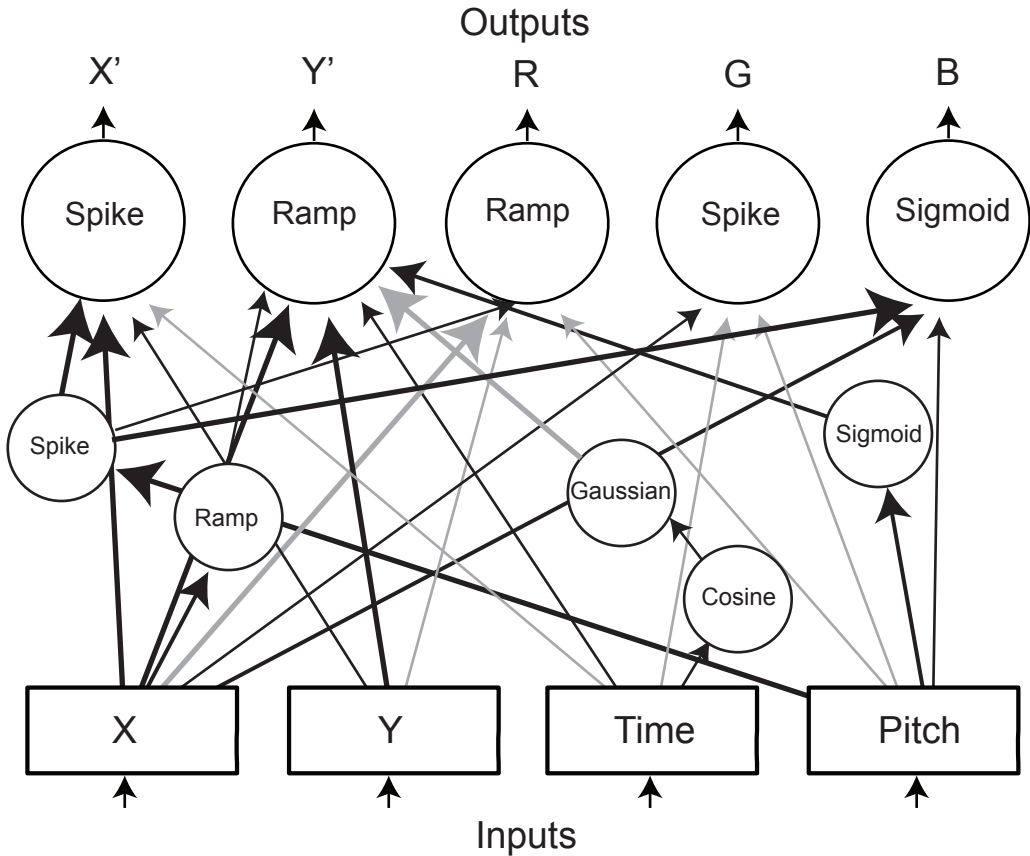 Outputs
X’ Y’ R G B
Spike Ramp Ramp Spike Sigmoid
Spike Ramp Gaussian Sigmoid
Cosine
X Y Time Pitch
Inputs